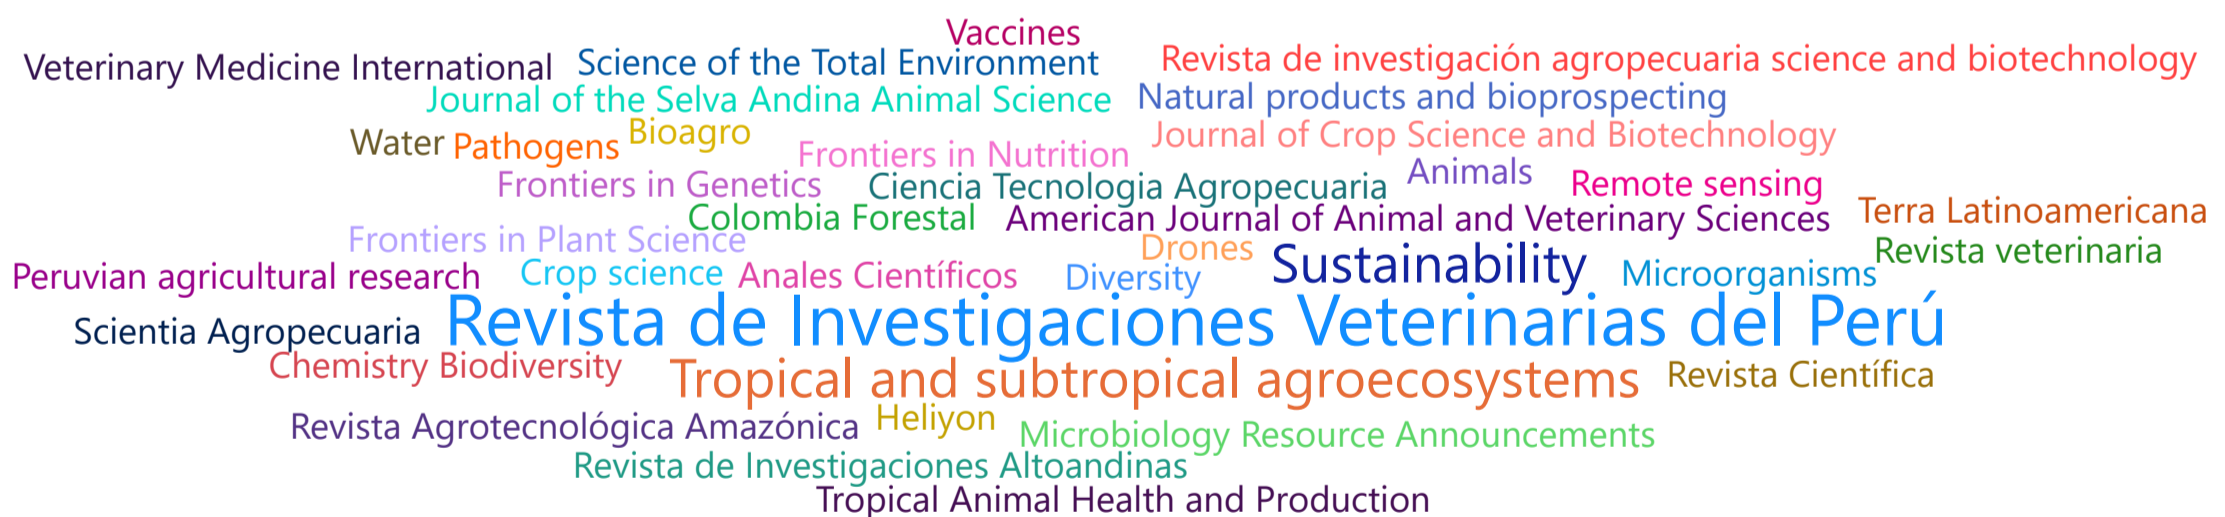 Vaccines
Veterinary Medicine International
Science of the Total Environment
Revista de investigación agropecuaria science and biotechnology
Journal of the Selva Andina Animal Science
Natural products and bioprospecting
Water
Pathogens
Bioagro
Frontiers in Nutrition
Journal of Crop Science and Biotechnology
Frontiers in Genetics
Ciencia Tecnologia Agropecuaria
Animals
Remote sensing
Colombia Forestal
American Journal of Animal and Veterinary Sciences
Terra Latinoamericana
Frontiers in Plant Science
Drones
Sustainability
Revista veterinaria
Peruvian agricultural research
Crop science
Anales Científicos
Diversity
Microorganisms
Scientia Agropecuaria
Revista de Investigaciones Veterinarias del Perú
Chemistry Biodiversity
Tropical and subtropical agroecosystems
Revista Científica
Revista Agrotecnológica Amazónica
Heliyon
Microbiology Resource Announcements
Revista de Investigaciones Altoandinas
Tropical Animal Health and Production